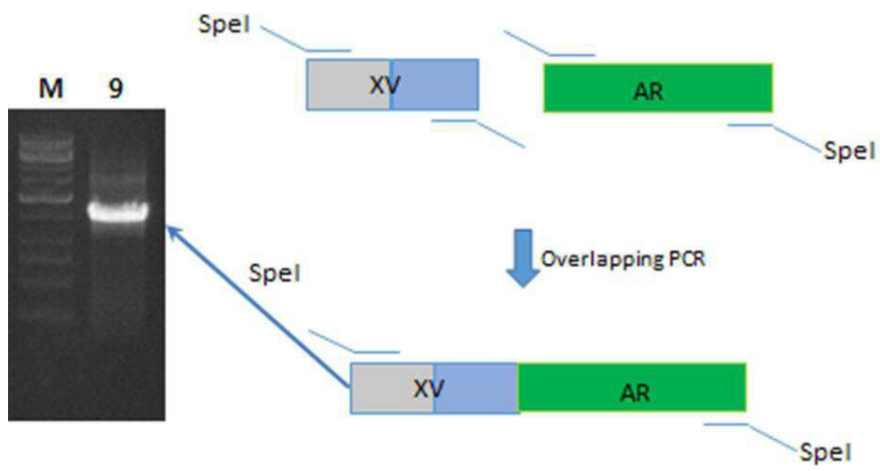 SpeI
XV
AR
SpeI
M 9
Overlapping PCR
SpeI
XV
AR
SpeI